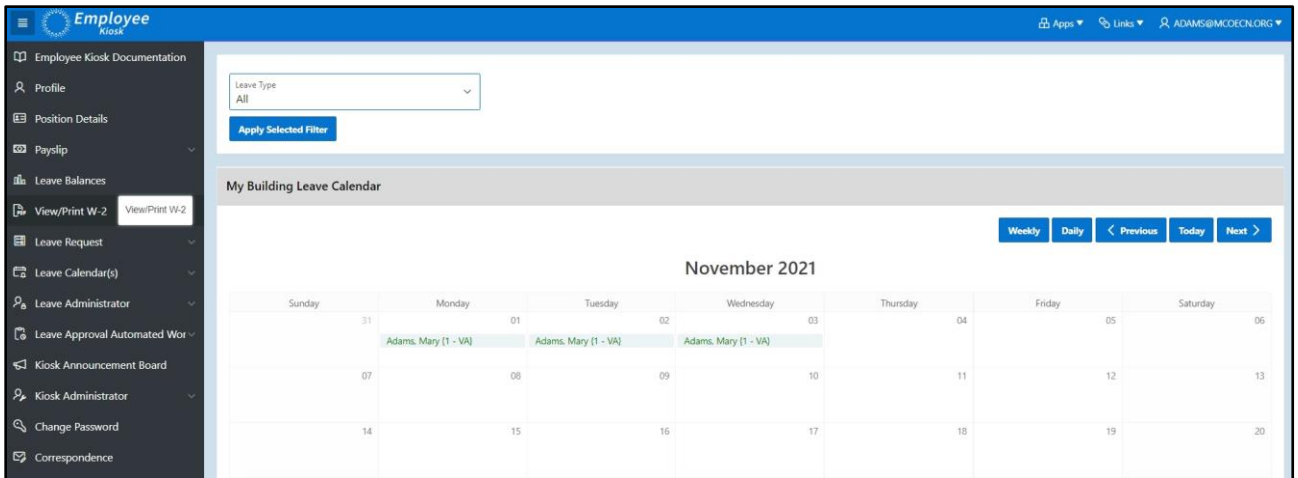 Employee
Kiosk
Apps
Links
ADAMS@MCOECN.ORG
Employee Kiosk Documentation
Profile
Position Details
Payslip
Leave Balances
View/Print W-2
View/Print W-2
Leave Request
Leave Calendar(s)
Leave Administrator
Leave Approval Automated Wor
Kiosk Announcement Board
Kiosk Administrator
Change Password
Correspondence
Leave Type
All
Apply Selected Filter
My Building Leave Calendar
Weekly Daily Previous Today Next
November 2021
Sunday Monday Tuesday Wednesday Thursday Friday Saturday
31 01 02 03 04 05 06
Adams, Mary (1 - VA) Adams, Mary (1 - VA) Adams, Mary (1 - VA)
07 08 09 10 11 12 13
14 15 16 17 18 19 20